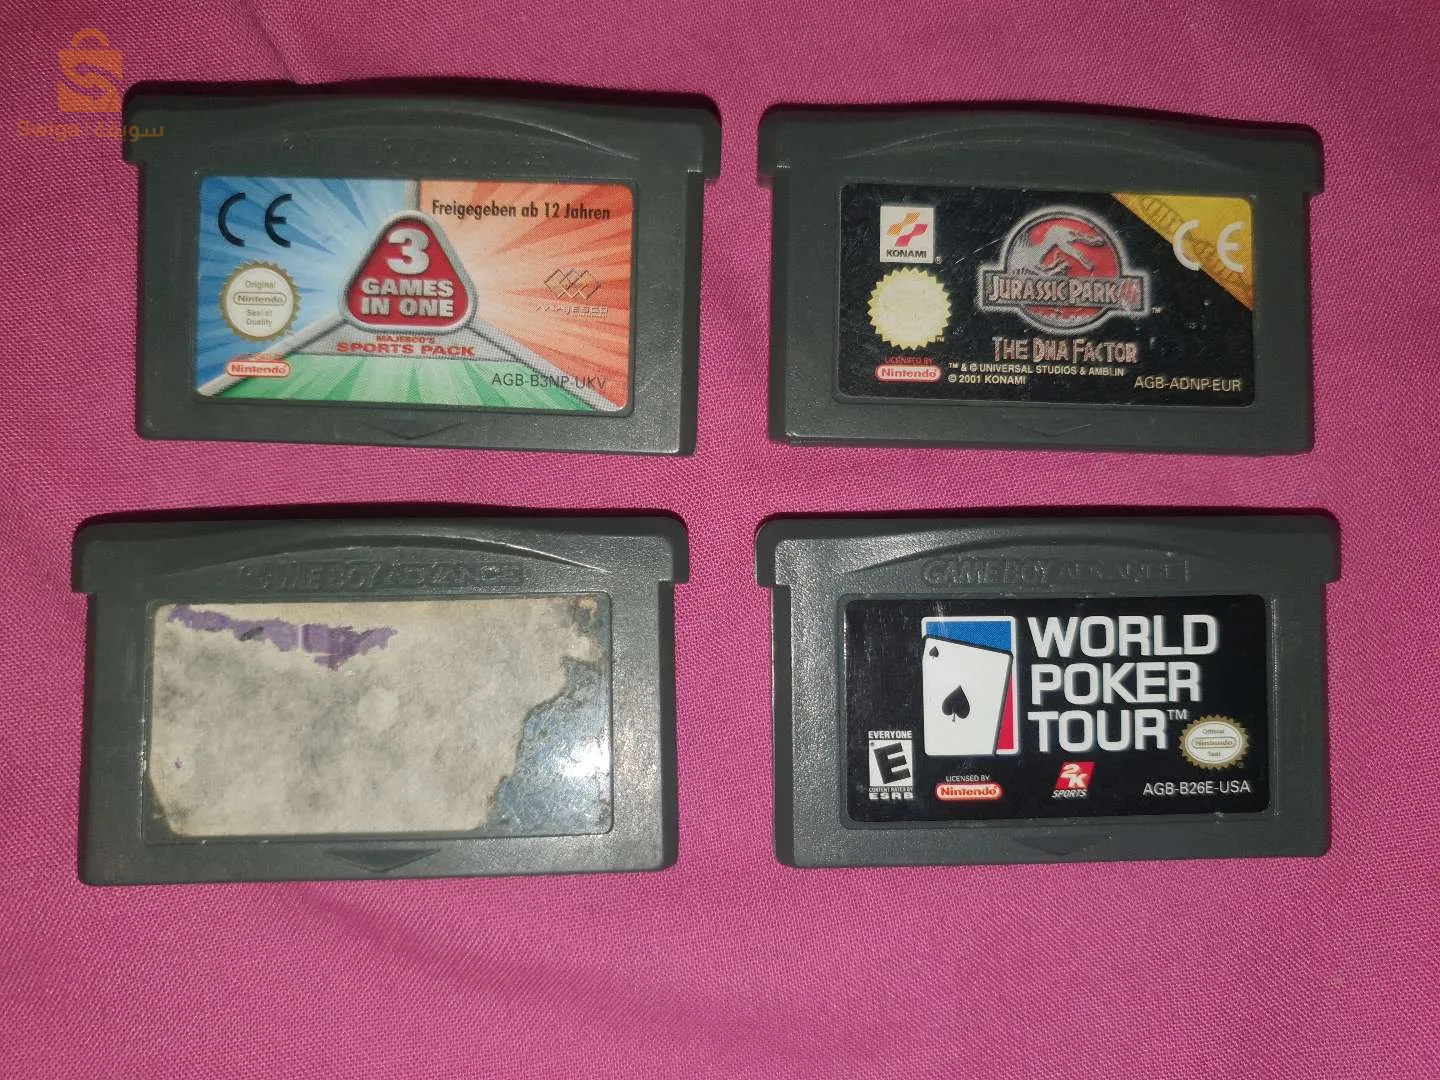 Swiga سويقة
CE
Freigegeben ab 12 Jahren
3
GAMES
IN ONE
Original
Nintendo
Seal of
Quality
MAJESCO
MAJESCO'S
SPORTS PACK
Nintendo
AGB-B3NP-UKV
KONAMI
CE
JURASSIC PARK III
THE DNA FACTOR
LICENSED BY
Nintendo
™ & © UNIVERSAL STUDIOS & AMBLIN
© 2001 KONAMI
AGB-ADNP-EUR
GAME BOY ADVANCE
GAME BOY ADVANCE
WORLD
POKER
TOUR™
EVERYONE
E
CONTENT RATED BY
ESRB
LICENSED BY
Nintendo
2K
SPORTS
Official
Nintendo
Seal
AGB-B26E-USA